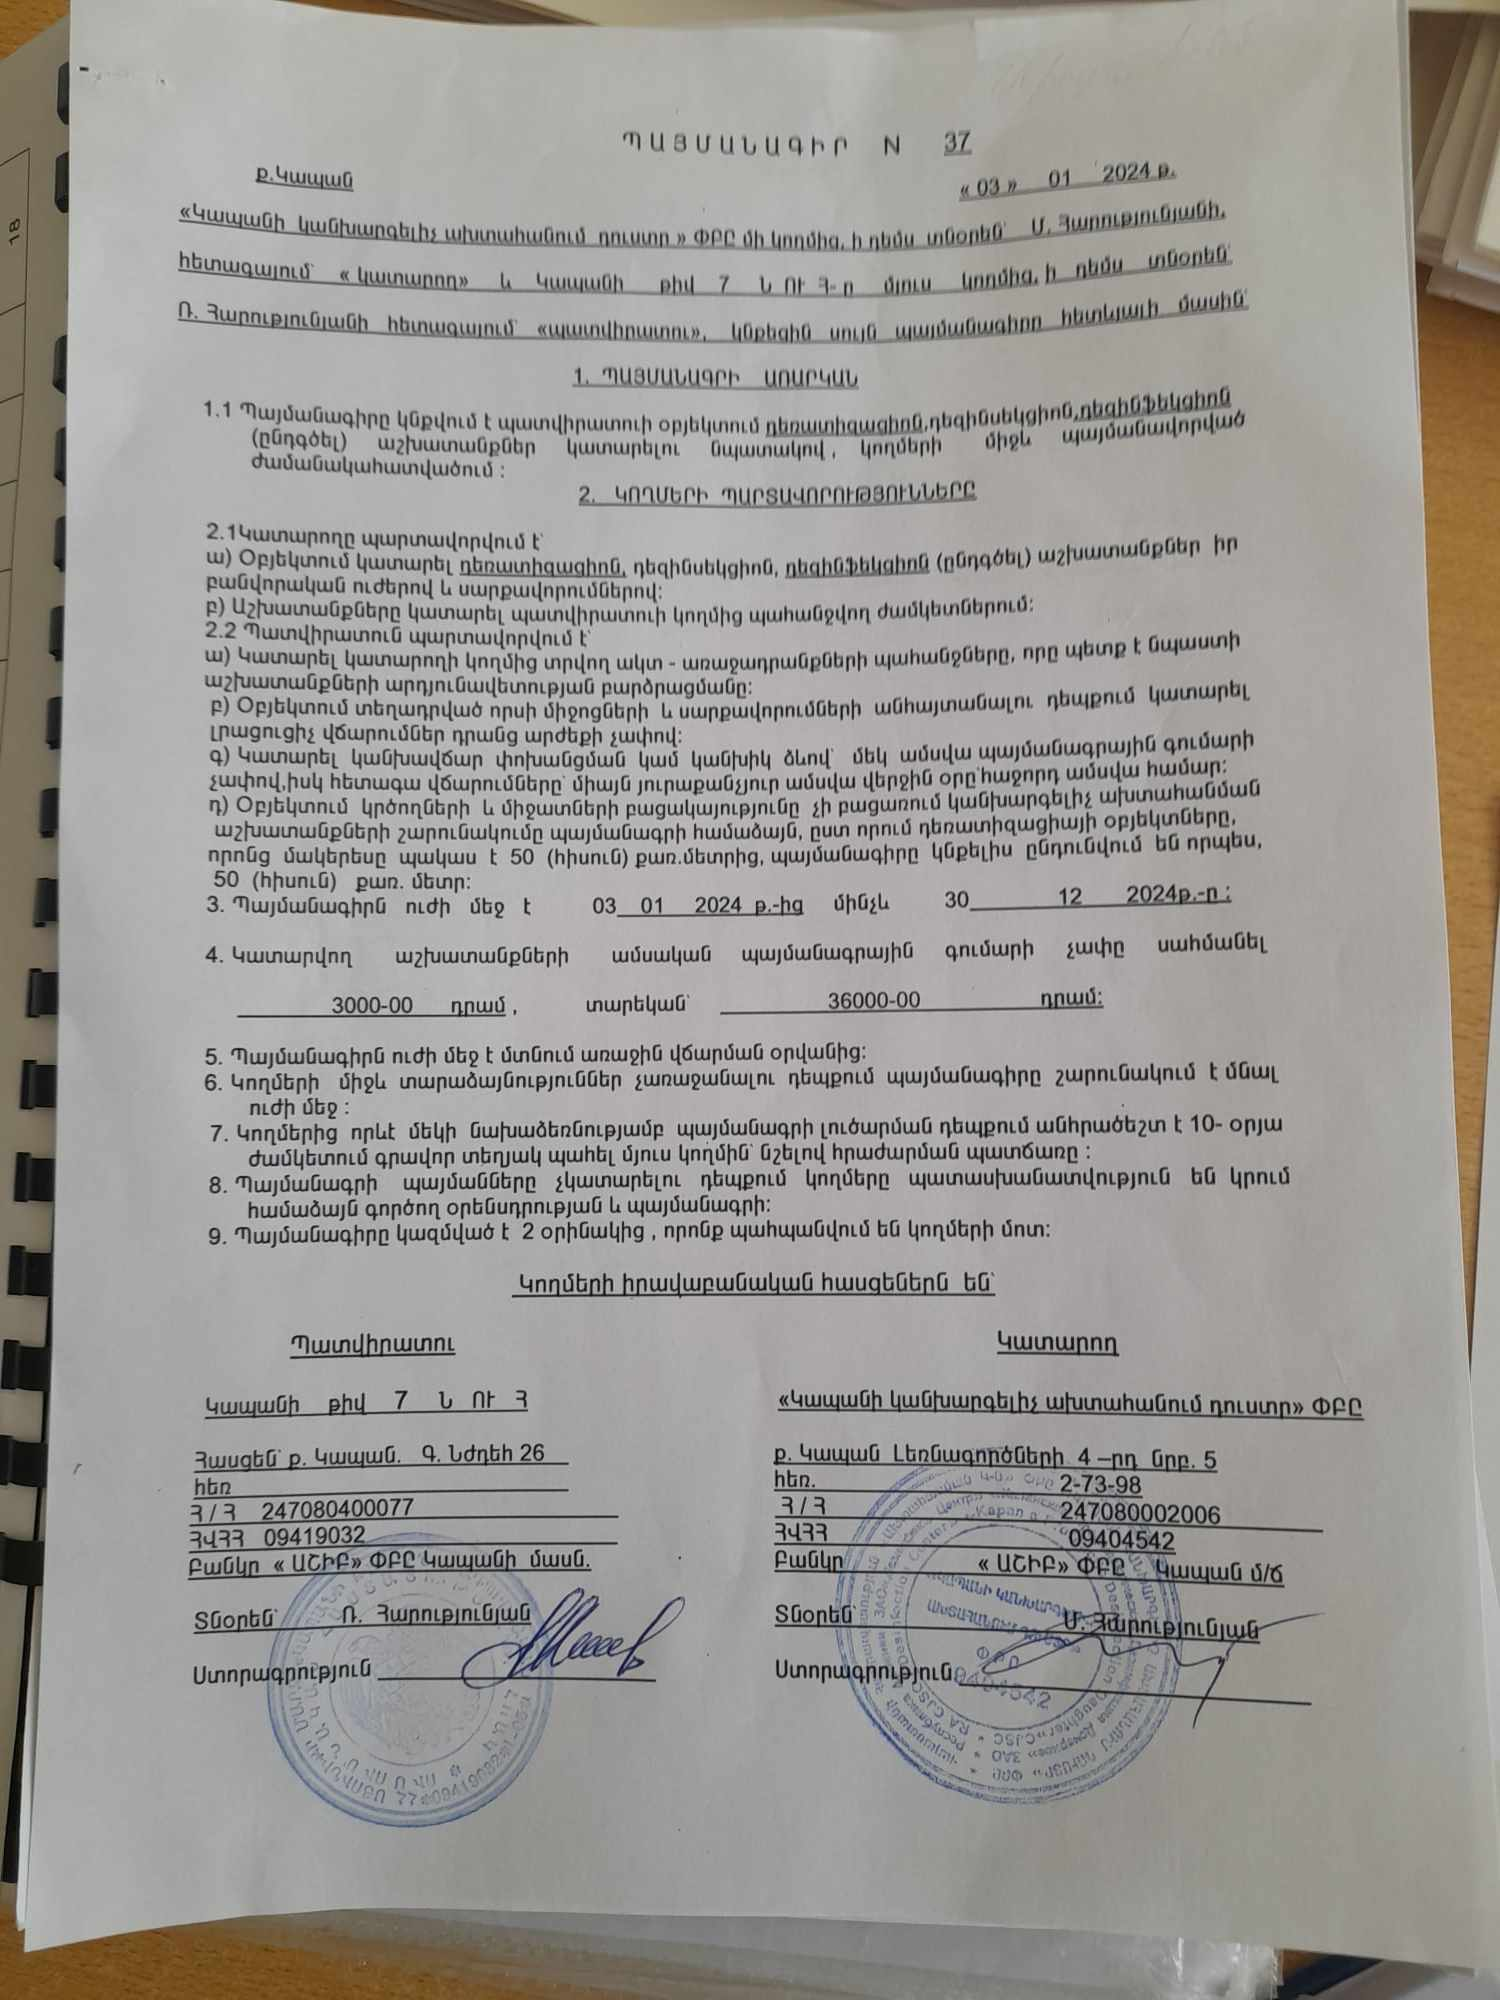 ՊԱՅՄԱՆԱԳԻՐ N 37
ք.Կապան « 03 » 01 2024 թ.
«Կապանի կանխարգելիչ ախտահանում դուստր » ՓԲԸ մի կողմից, ի դեմս տնօրեն՝ Մ. Հարությունյանի,
հետագայում՝ « կատարող» և Կապանի թիվ 7 Ն ՈՒ Հ- ը մյուս կողմից, ի դեմս տնօրեն՝
Ռ. Հարությունյանի հետագայում՝ «պատվիրատու», կնքեցին սույն պայմանագիրը հետևյալի մասին՝
1. ՊԱՅՄԱՆԱԳՐԻ ԱՌԱՐԿԱՆ
1.1 Պայմանագիրը կնքվում է պատվիրատուի օբյեկտում դեռատիզացիոն,դեզինսեկցիոն,դեզինֆեկցիոն
(ընդգծել) աշխատանքներ կատարելու նպատակով , կողմերի միջև պայմանավորված
ժամանակահատվածում :
2. ԿՈՂՄԵՐԻ ՊԱՐՏԱՎՈՐՈՒԹՅՈՒՆՆԵՐԸ
2.1Կատարողը պարտավորվում է՝
ա) Օբյեկտում կատարել դեռատիզացիոն, դեզինսեկցիոն, դեզինֆեկցիոն (ընդգծել) աշխատանքներ իր
բանվորական ուժերով և սարքավորումներով:
բ) Աշխատանքները կատարել պատվիրատուի կողմից պահանջվող ժամկետներում:
2.2 Պատվիրատուն պարտավորվում է՝
ա) Կատարել կատարողի կողմից տրվող ակտ - առաջադրանքների պահանջները, որը պետք է նպաստի
աշխատանքների արդյունավետության բարձրացմանը:
բ) Օբյեկտում տեղադրված որսի միջոցների և սարքավորումների անհայտանալու դեպքում կատարել
լրացուցիչ վճարումներ դրանց արժեքի չափով:
գ) Կատարել կանխավճար փոխանցման կամ կանխիկ ձևով՝ մեկ ամսվա պայմանագրային գումարի
չափով,իսկ հետագա վճարումները՝ միայն յուրաքանչյուր ամսվա վերջին օրը՝հաջորդ ամսվա համար:
դ) Օբյեկտում կրծողների և միջատների բացակայությունը չի բացառում կանխարգելիչ ախտահանման
աշխատանքների շարունակումը պայմանագրի համաձայն, ըստ որում դեռատիզացիայի օբյեկտները,
որոնց մակերեսը պակաս է 50 (հիսուն) քառ.մետրից, պայմանագիրը կնքելիս ընդունվում են որպես,
50 (հիսուն) քառ. մետր:
3. Պայմանագիրն ուժի մեջ է 03 01 2024 թ.-ից մինչև 30 12 2024թ.-ը :
4. Կատարվող աշխատանքների ամսական պայմանագրային գումարի չափը սահմանել
3000-00 դրամ , տարեկան՝ 36000-00 դրամ:
5. Պայմանագիրն ուժի մեջ է մտնում առաջին վճարման օրվանից:
6. Կողմերի միջև տարաձայնություններ չառաջանալու դեպքում պայմանագիրը շարունակում է մնալ
ուժի մեջ :
7. Կողմերից որևէ մեկի նախաձեռնությամբ պայմանագրի լուծարման դեպքում անհրաժեշտ է 10- օրյա
ժամկետում գրավոր տեղյակ պահել մյուս կողմին՝ նշելով հրաժարման պատճառը :
8. Պայմանագրի պայմանները չկատարելու դեպքում կողմերը պատասխանատվություն են կրում
համաձայն գործող օրենսդրության և պայմանագրի:
9. Պայմանագիրը կազմված է 2 օրինակից , որոնք պահպանվում են կողմերի մոտ:
Կողմերի իրավաբանական հասցեներն են՝
Պատվիրատու Կատարող
Կապանի թիվ 7 Ն ՈՒ Հ «Կապանի կանխարգելիչ ախտահանում դուստր» ՓԲԸ
Հասցեն՝ ք. Կապան. Գ. Նժդեհ 26 ք. Կապան Լեռնագործների 4 –րդ նրբ. 5
հեռ հեռ. 2-73-98
Հ / Հ 247080400077 Հ / Հ 247080002006
ՀՎՀՀ 09419032 ՀՎՀՀ 09404542
Բանկը « ԱՇԻԲ» ՓԲԸ Կապանի մասն. Բանկը « ԱՇԻԲ» ՓԲԸ Կապան մ/ճ
Տնօրեն՝ Ռ. Հարությունյան Տնօրեն՝ Մ. Հարությունյան
Ստորագրություն Ստորագրություն
18